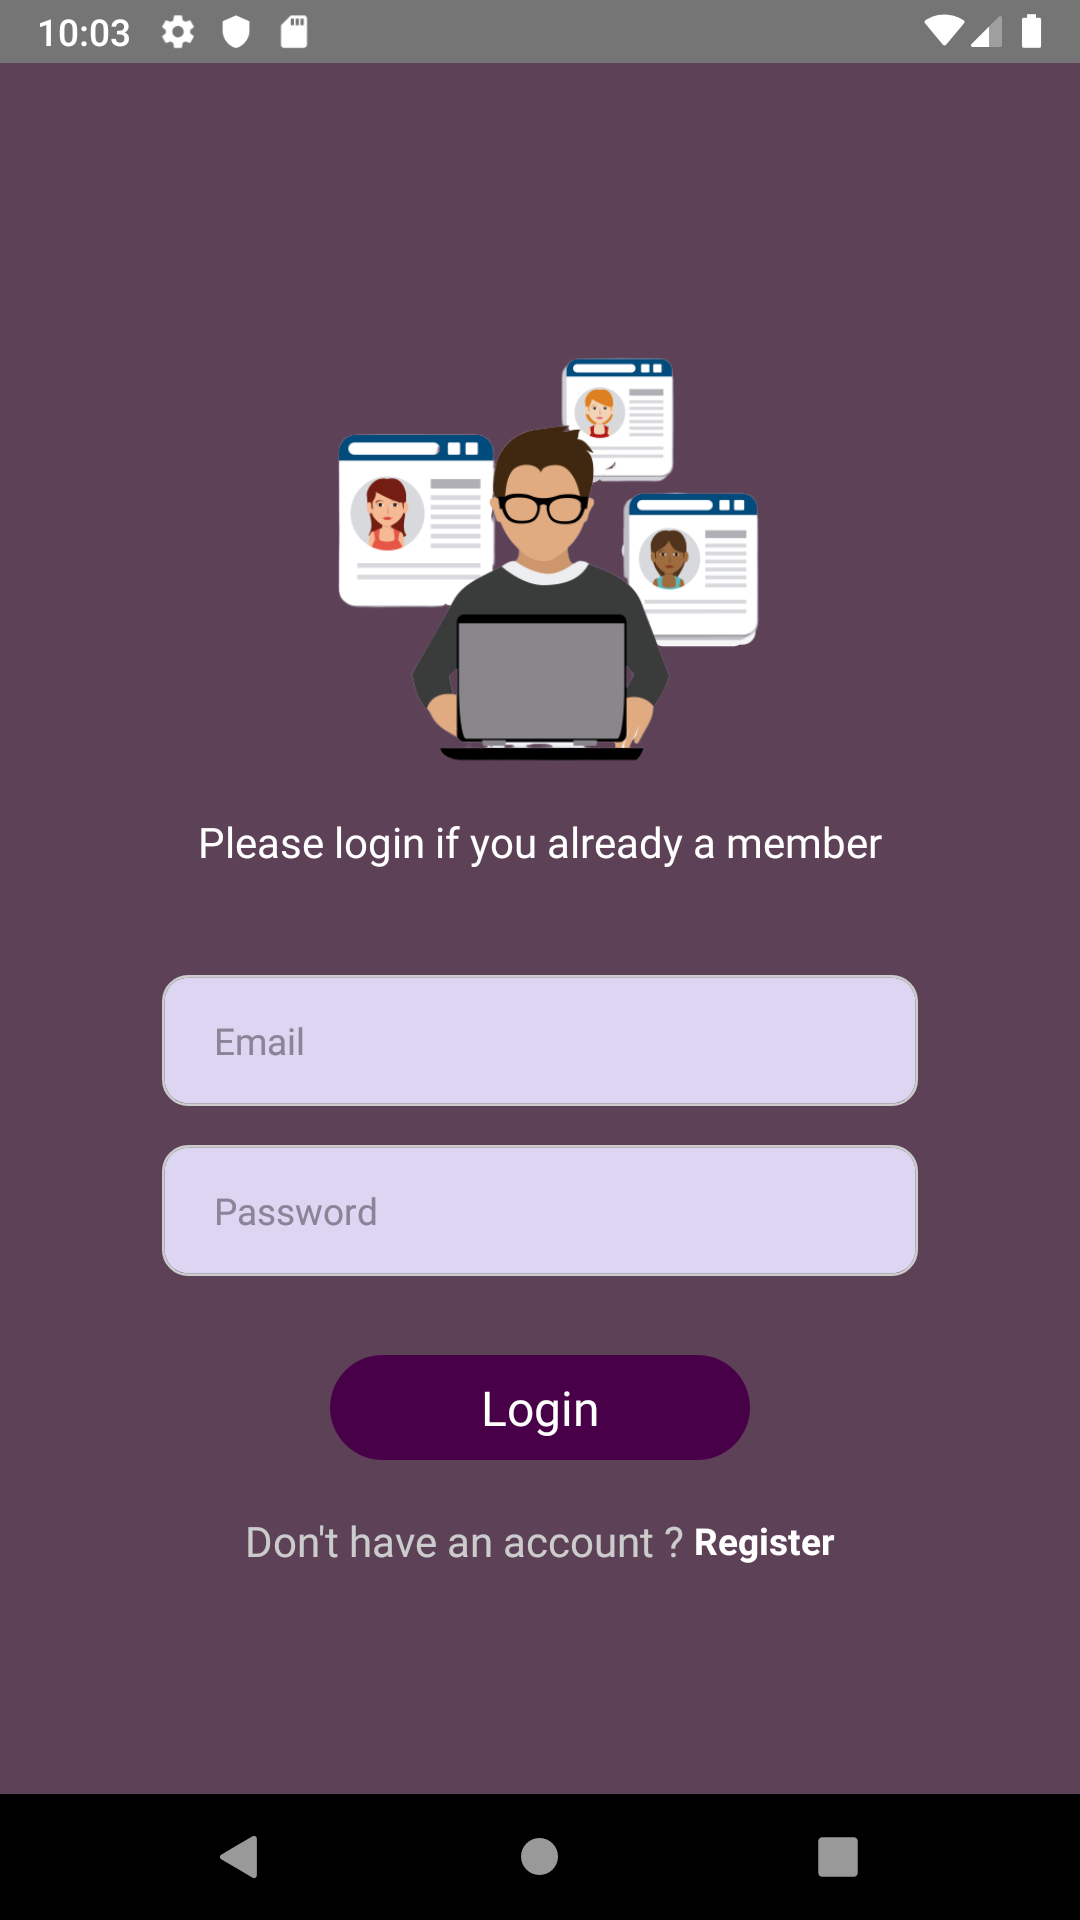 10:03
Please login if you already a member
Email
Password
Login
Don't have an account ? Register